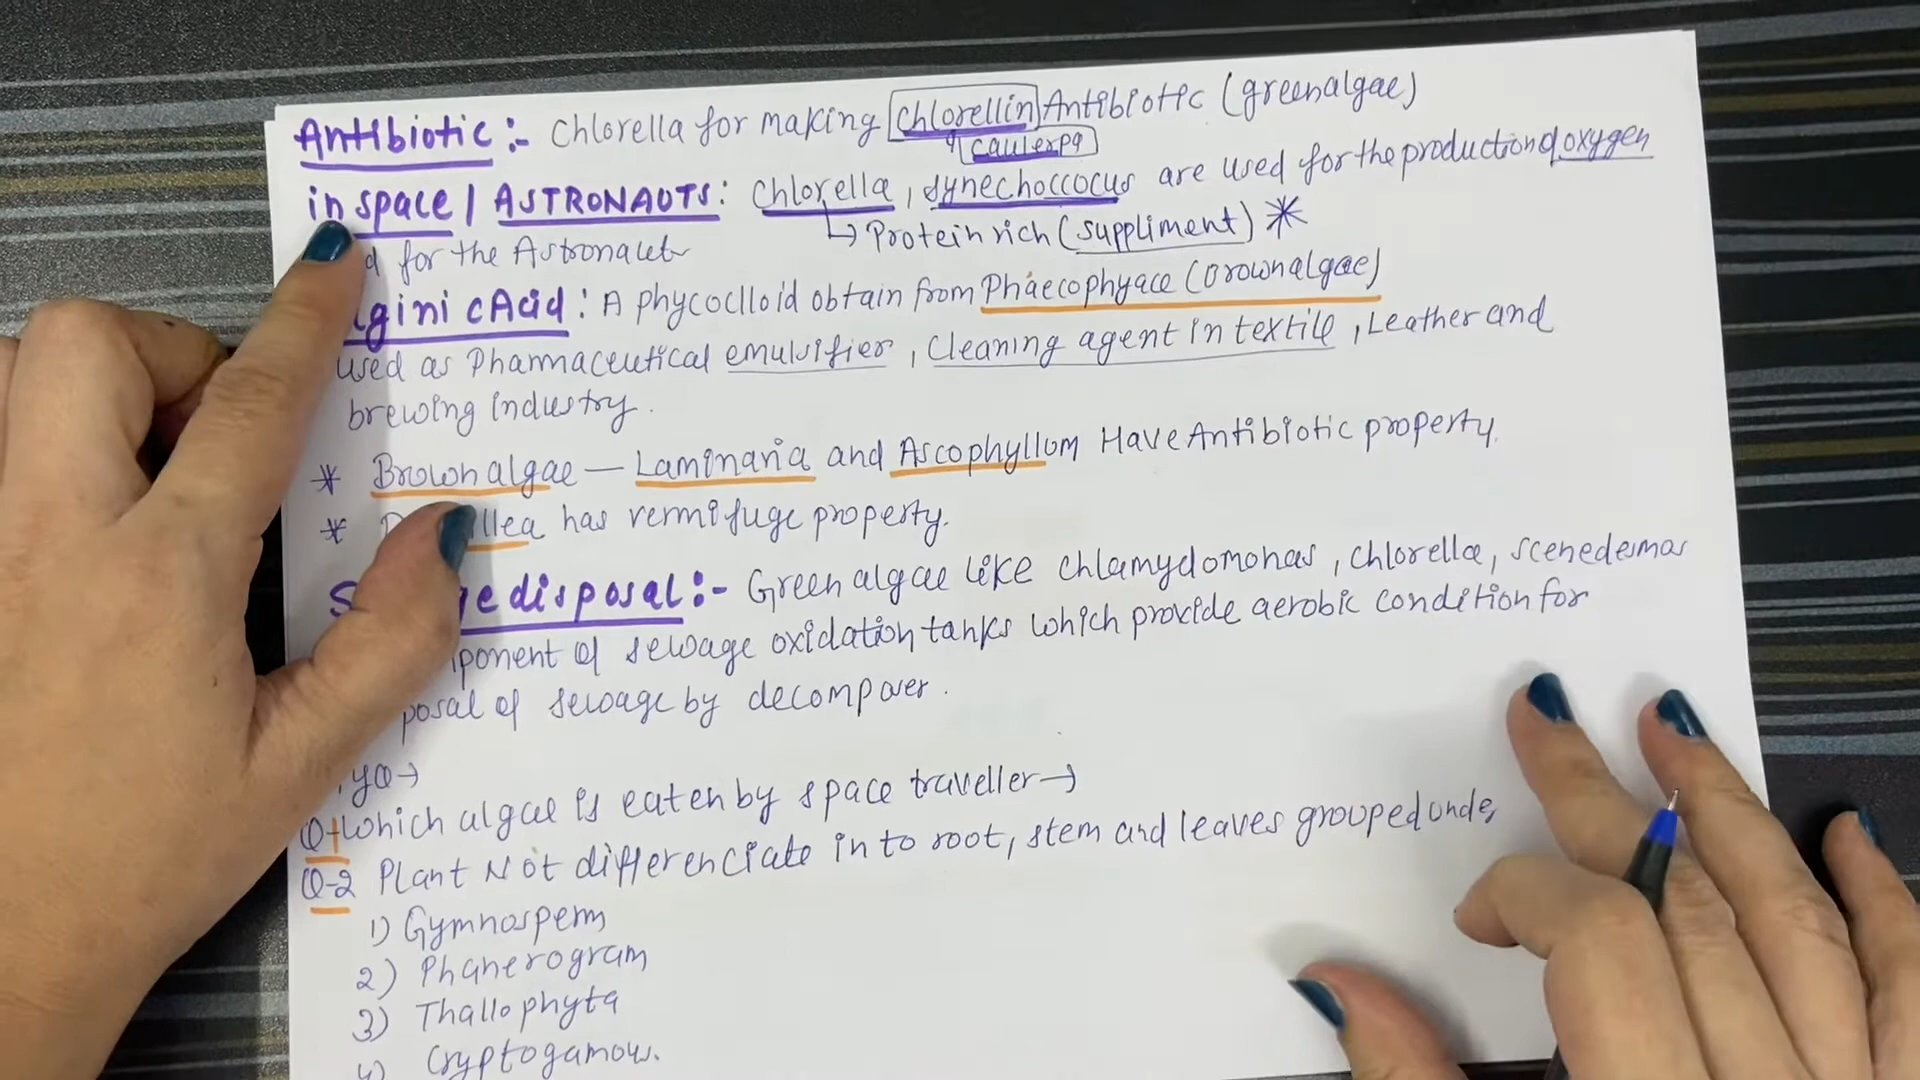 Antibiotic :- Chlorella for making Chlorellin Antibiotic (greenalgae)
caulerpa
in space / ASTRONAUTS : Chlorella , synechoccocus are used for the production of oxygen
↳ Protein rich (suppliment) *
for the Astronaut
Acid : A phycoclloid obtain from Phaecophyace (Brownalgae)
used as Pharmaceutical emulsifier , Cleaning agent in textile , Leather and
brewing industry .
* Brown algae — Laminaria and Ascophyllum Have Antibiotic property.
* has vermifuge property.
disposal :- Green algae like chlamydomonas , chlorella , scenedesmas
of sewage oxidation tanks which provide aerobic condition for
of sewage by decomposer .
Q-1 Which algae is eaten by space traveller →
Q-2 Plant Not differenciate in to root, stem and leaves grouped under
1) Gymnosperm
2) Phanerogram
3) Thallophyta
4) Cryptogamous.